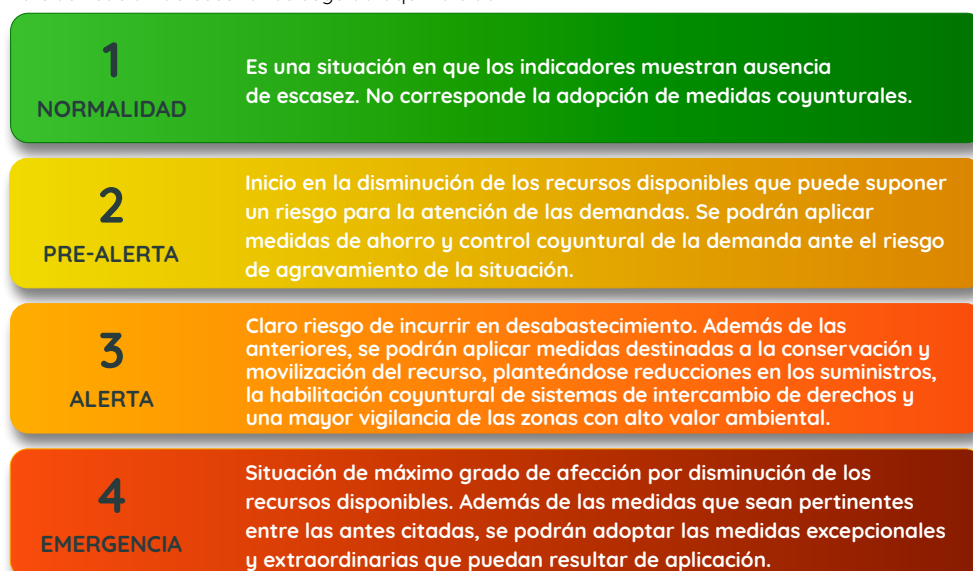 1
NORMALIDAD
Es una situación en que los indicadores muestran ausencia
de escasez. No corresponde la adopción de medidas coyunturales.
2
PRE-ALERTA
Inicio en la disminución de los recursos disponibles que puede suponer
un riesgo para la atención de las demandas. Se podrán aplicar
medidas de ahorro y control coyuntural de la demanda ante el riesgo
de agravamiento de la situación.
3
ALERTA
Claro riesgo de incurrir en desabastecimiento. Además de las
anteriores, se podrán aplicar medidas destinadas a la conservación y
movilización del recurso, planteándose reducciones en los suministros,
la habilitación coyuntural de sistemas de intercambio de derechos y
una mayor vigilancia de las zonas con alto valor ambiental.
4
EMERGENCIA
Situación de máximo grado de afección por disminución de los
recursos disponibles. Además de las medidas que sean pertinentes
entre las antes citadas, se podrán adoptar las medidas excepcionales
y extraordinarias que puedan resultar de aplicación.